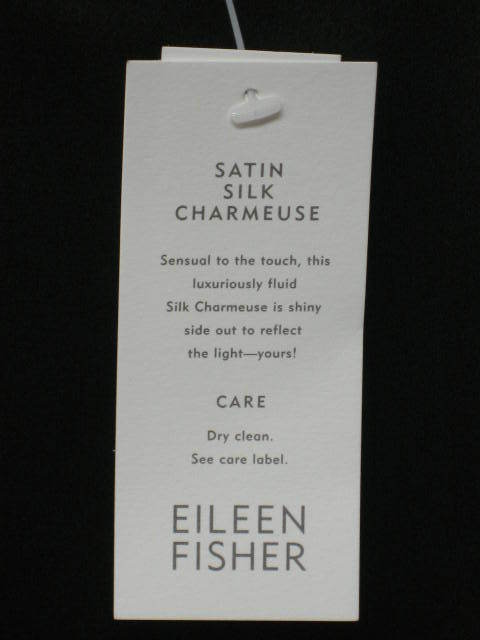 SATIN
SILK
CHARMEUSE
Sensual to the touch, this
luxuriously fluid
Silk Charmeuse is shiny
side out to reflect
the light—yours!
CARE
Dry clean.
See care label.
EILEEN
FISHER